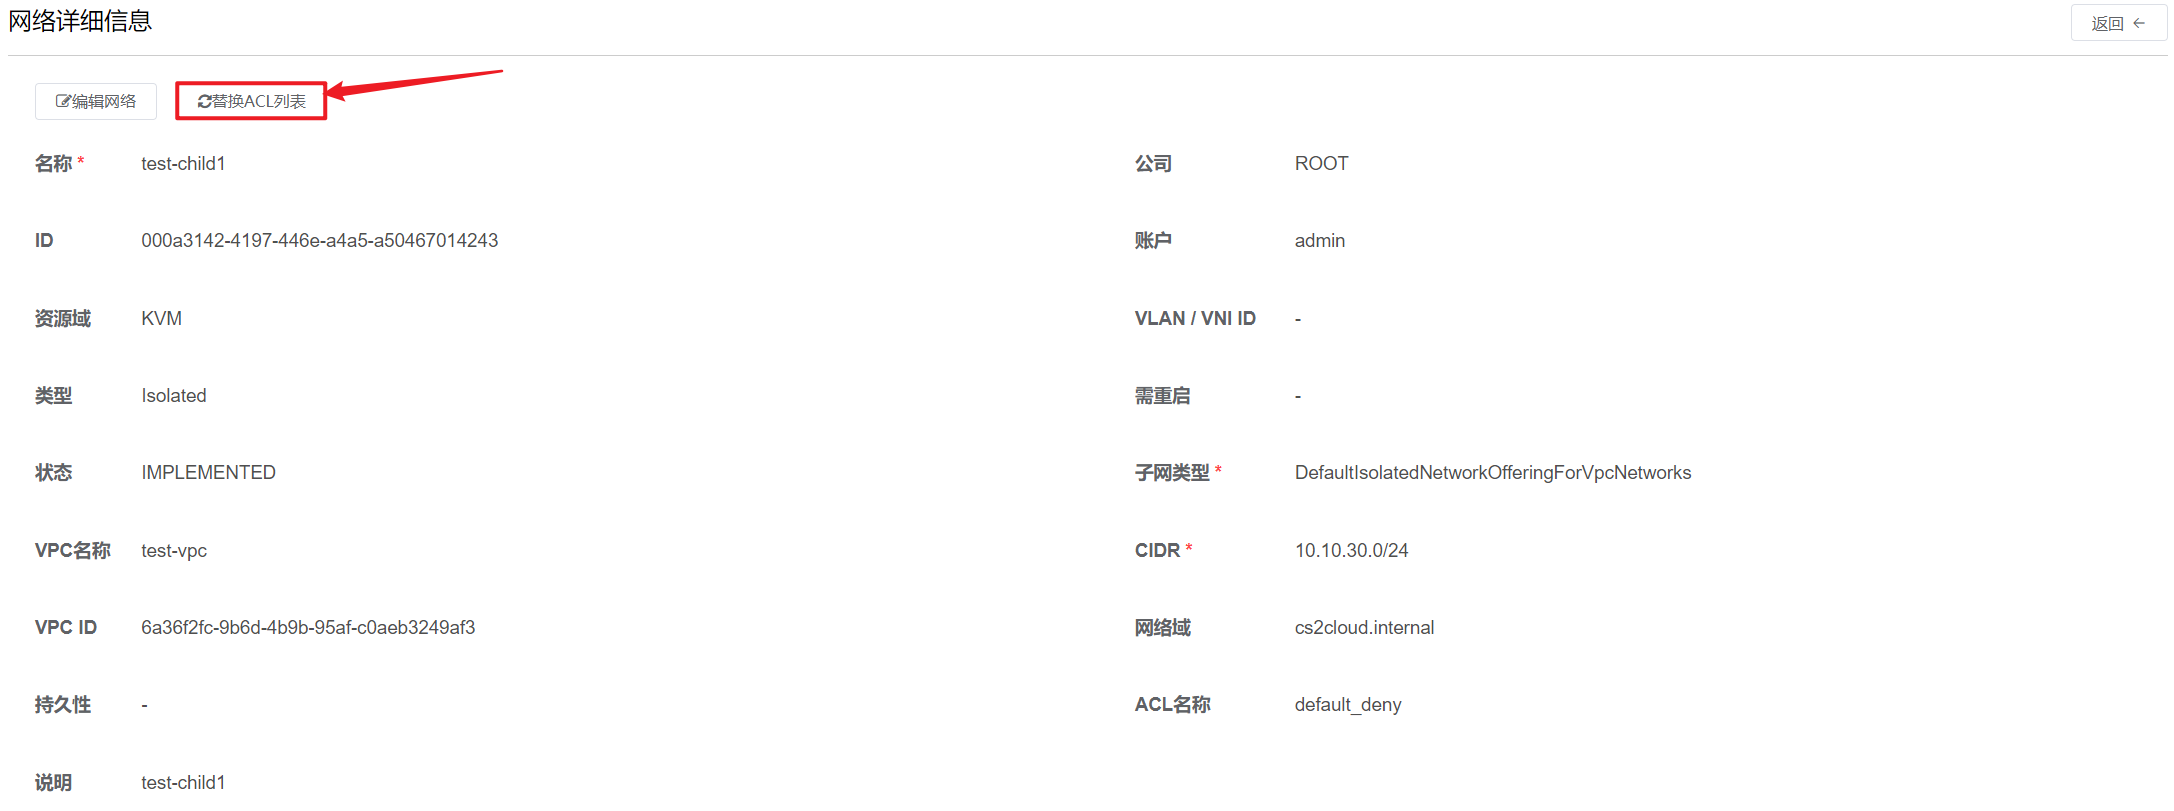 网络详细信息
返回 ←
编辑网络 替换ACL列表
名称 * test-child1 公司 ROOT
ID 000a3142-4197-446e-a4a5-a50467014243 账户 admin
资源域 KVM VLAN / VNI ID -
类型 Isolated 需重启 -
状态 IMPLEMENTED 子网类型 * DefaultIsolatedNetworkOfferingForVpcNetworks
VPC名称 test-vpc CIDR * 10.10.30.0/24
VPC ID 6a36f2fc-9b6d-4b9b-95af-c0aeb3249af3 网络域 cs2cloud.internal
持久性 - ACL名称 default_deny
说明 test-child1